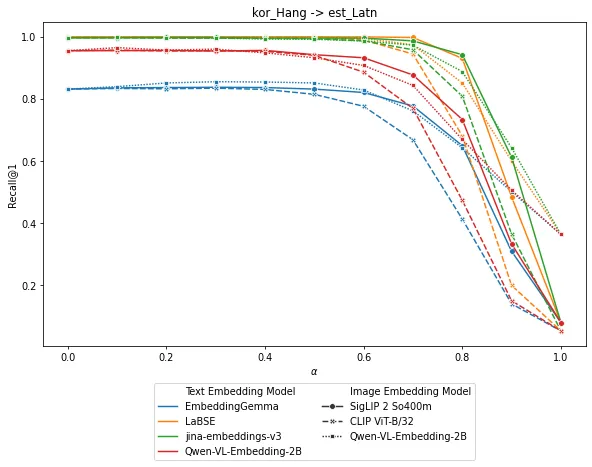 kor_Hang -> est_Latn
Recall@1
1.0
0.8
0.6
0.4
0.2
0.0 0.2 0.4 0.6 0.8 1.0
α
Text Embedding Model
EmbeddingGemma
LaBSE
jina-embeddings-v3
Qwen-VL-Embedding-2B
Image Embedding Model
SigLIP 2 So400m
CLIP ViT-B/32
Qwen-VL-Embedding-2B